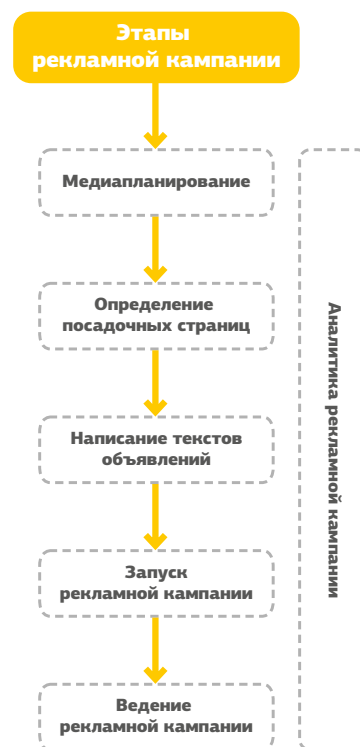 Этапы
рекламной кампании
Медиапланирование
Определение
посадочных страниц
Написание текстов
объявлений
Запуск
рекламной кампании
Ведение
рекламной кампании
Аналитика рекламной кампании